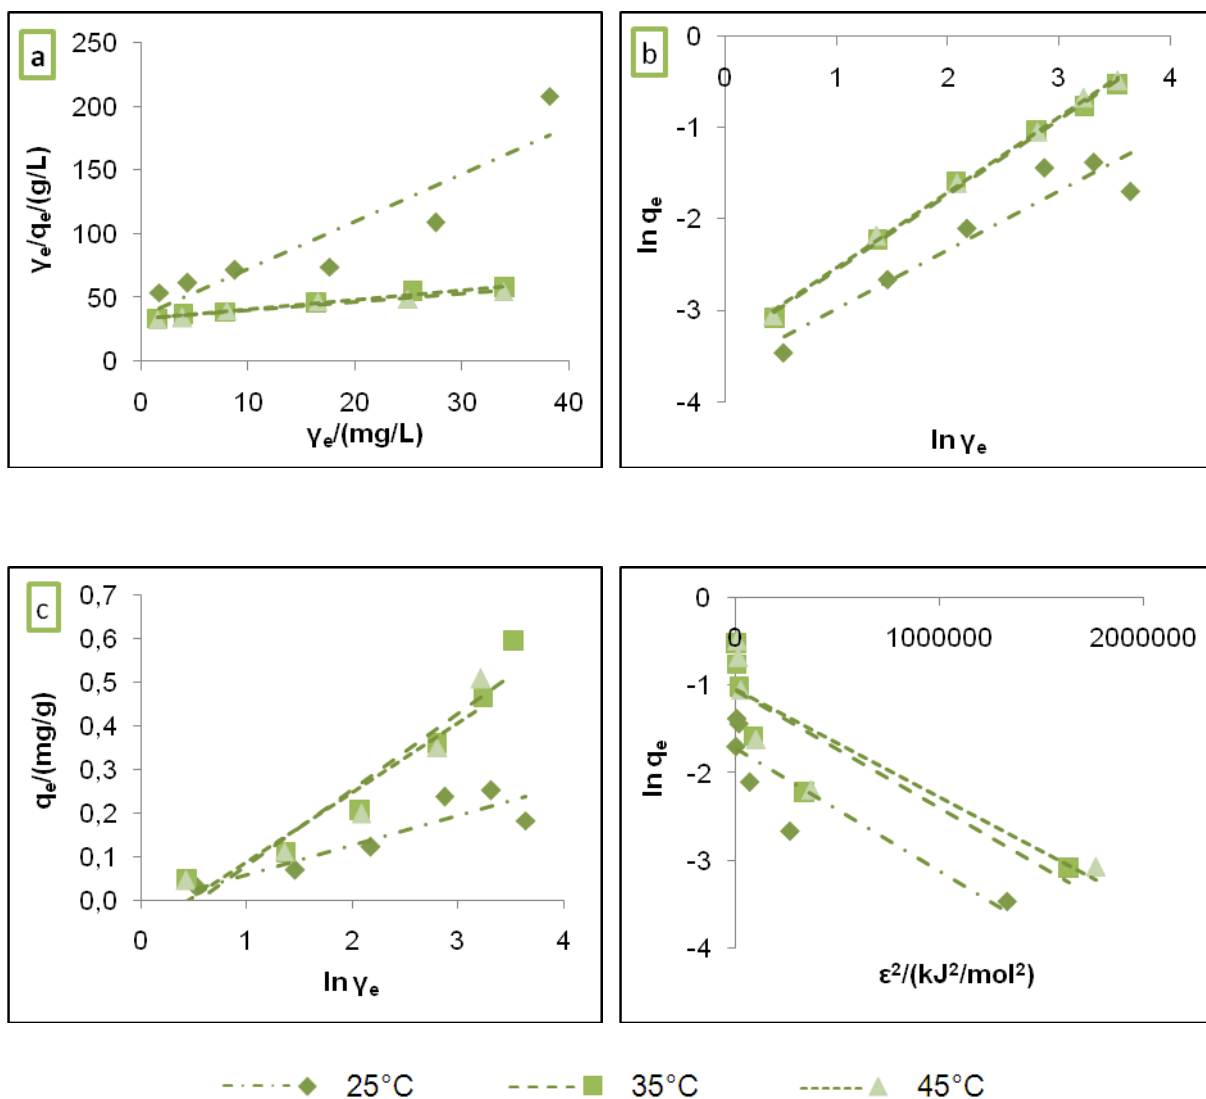 a
250
200
150
100
50
0
0 10 20 30 40
γe/qe/(g/L)
γe/(mg/L)
b
0
-1
-2
-3
-4
0 1 2 3 4
ln qe
ln γe
c
0,7
0,6
0,5
0,4
0,3
0,2
0,1
0,0
0 1 2 3 4
qe/(mg/g)
ln γe
0
-1
-2
-3
-4
0 1000000 2000000
ln qe
ε²/(kJ²/mol²)
25°C 35°C 45°C